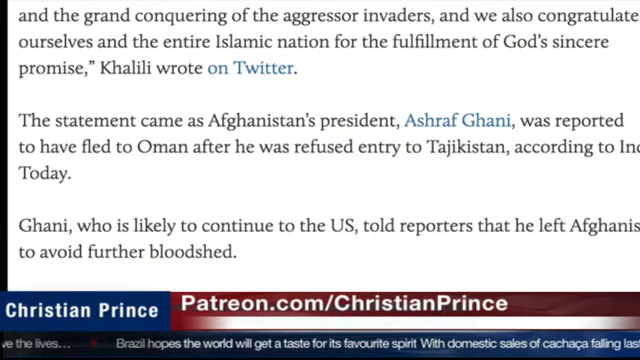 and the grand conquering of the aggressor invaders, and we also congratulate
ourselves and the entire Islamic nation for the fulfillment of God's sincere
promise,” Khalili wrote on Twitter.
The statement came as Afghanistan's president, Ashraf Ghani, was reported
to have fled to Oman after he was refused entry to Tajikistan, according to Ind
Today.
Ghani, who is likely to continue to the US, told reporters that he left Afghanis
to avoid further bloodshed.
Christian Prince
Patreon.com/ChristianPrince
ve the lives... Brazil hopes the world will get a taste for its favourite spirit With domestic sales of cachaça falling las